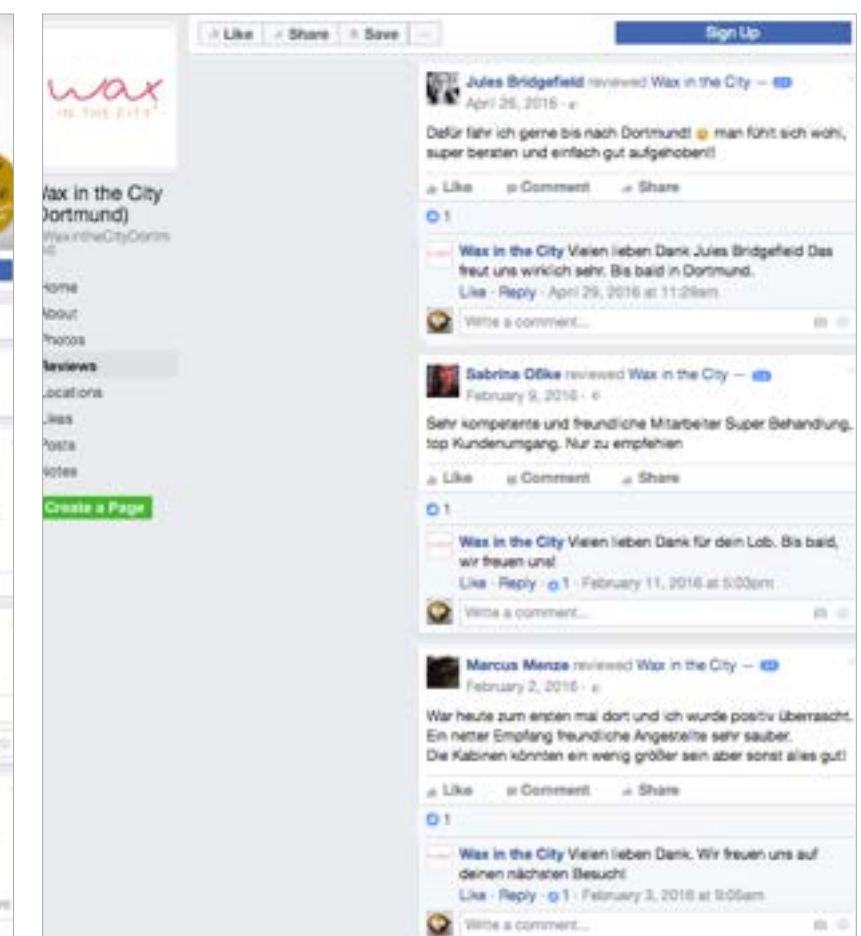 Like Share Save
Sign Up
wax
IN THE CITY
Wax in the City
Dortmund)
Home
About
Photos
Reviews
Locations
Likes
Posts
Notes
Create a Page
Jules Bridgefield reviewed Wax in the City —
April 26, 2016 ·
Dafür fahr ich gerne bis nach Dortmund! man fühlt sich wohl,
super beraten und einfach gut aufgehoben!!
Like Comment Share
1
Wax in the City Vielen lieben Dank Jules Bridgefield Das
freut uns wirklich sehr. Bis bald in Dortmund.
Like · Reply · April 29, 2016 at 11:29am
Write a comment...
Sabrina reviewed Wax in the City —
February 9, 2016 ·
Sehr kompetente und freundliche Mitarbeiter Super Behandlung,
top Kundenumgang. Nur zu empfehlen
Like Comment Share
1
Wax in the City Vielen lieben Dank für dein Lob. Bis bald,
wir freuen uns!
Like · Reply · 1 · February 11, 2016 at 5:03pm
Write a comment...
Marcus Menze reviewed Wax in the City —
February 2, 2016 ·
War heute zum ersten mal dort und ich wurde positiv überrascht.
Ein netter Empfang freundliche Angestellte sehr sauber.
Die Kabinen könnten ein wenig größer sein aber sonst alles gut!
Like Comment Share
1
Wax in the City Vielen lieben Dank. Wir freuen uns auf
deinen nächsten Besuch!
Like · Reply · 1 · February 3, 2016 at 9:05am
Write a comment...